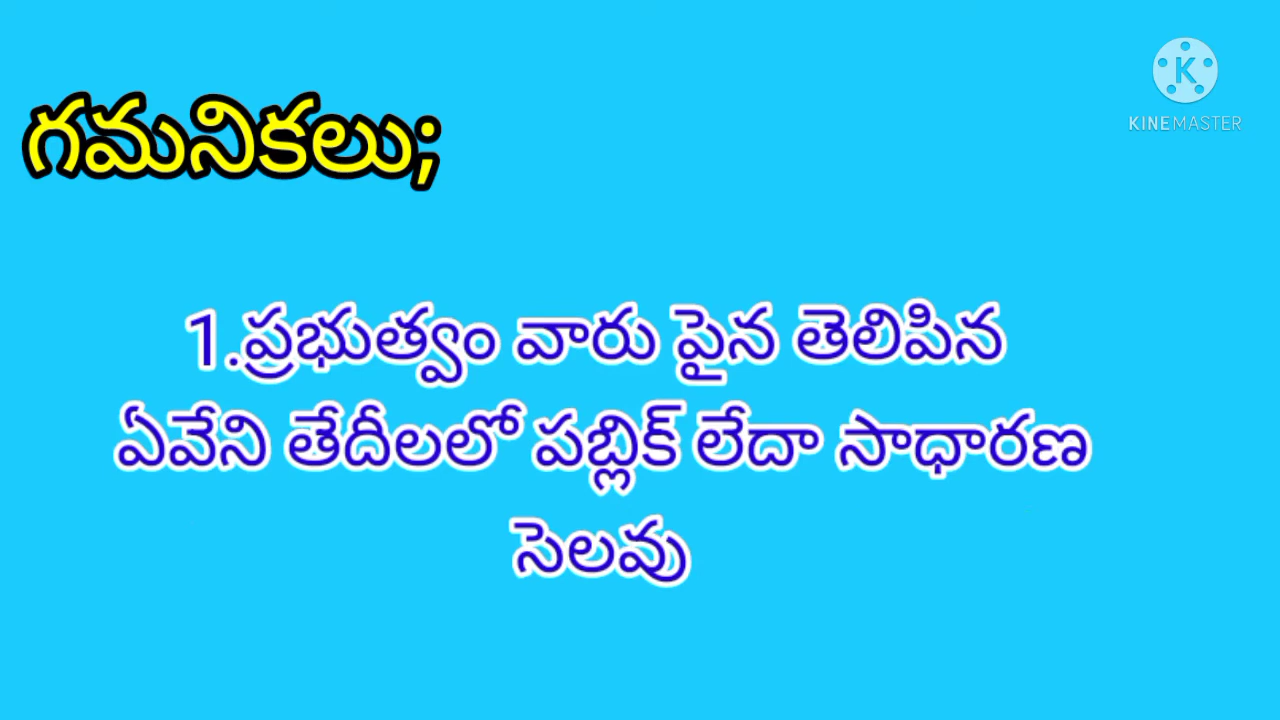 KINEMASTER
గమనికలు;
1.ప్రభుత్వం వారు పైన తెలిపిన
ఏవేని తేదీలలో పబ్లిక్ లేదా సాధారణ
సెలవు